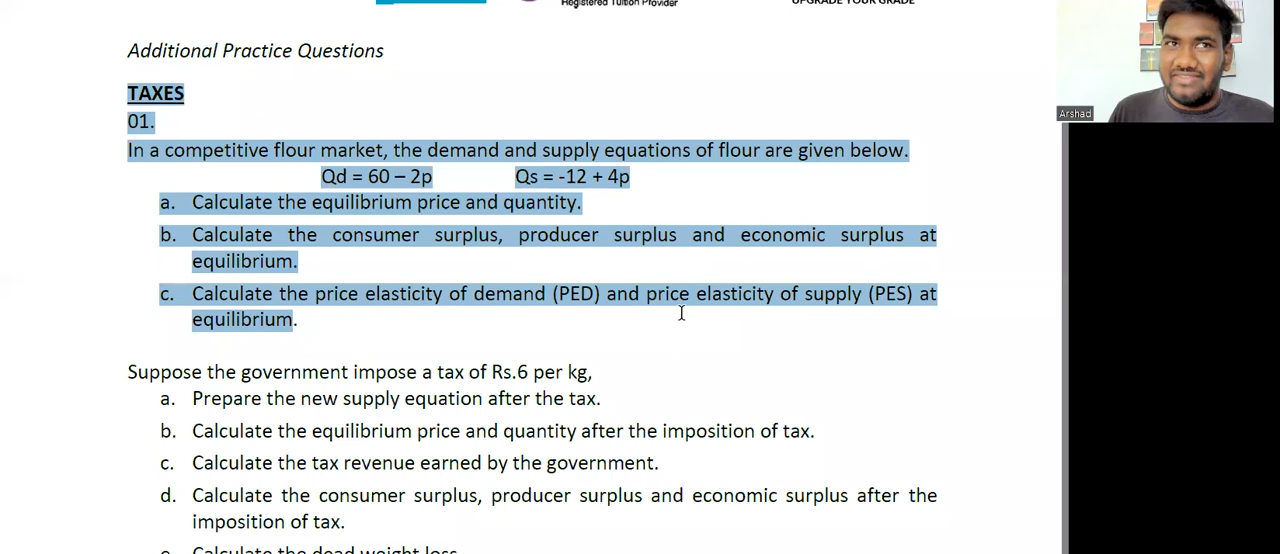 Registered Tuition Provider
UPGRADE YOUR GRADE
Additional Practice Questions
TAXES
01.
In a competitive flour market, the demand and supply equations of flour are given below.
Qd = 60 – 2p Qs = -12 + 4p
a. Calculate the equilibrium price and quantity.
b. Calculate the consumer surplus, producer surplus and economic surplus at
equilibrium.
c. Calculate the price elasticity of demand (PED) and price elasticity of supply (PES) at
equilibrium.
Suppose the government impose a tax of Rs.6 per kg,
a. Prepare the new supply equation after the tax.
b. Calculate the equilibrium price and quantity after the imposition of tax.
c. Calculate the tax revenue earned by the government.
d. Calculate the consumer surplus, producer surplus and economic surplus after the
imposition of tax.
e. Calculate the dead weight loss.
Arshad